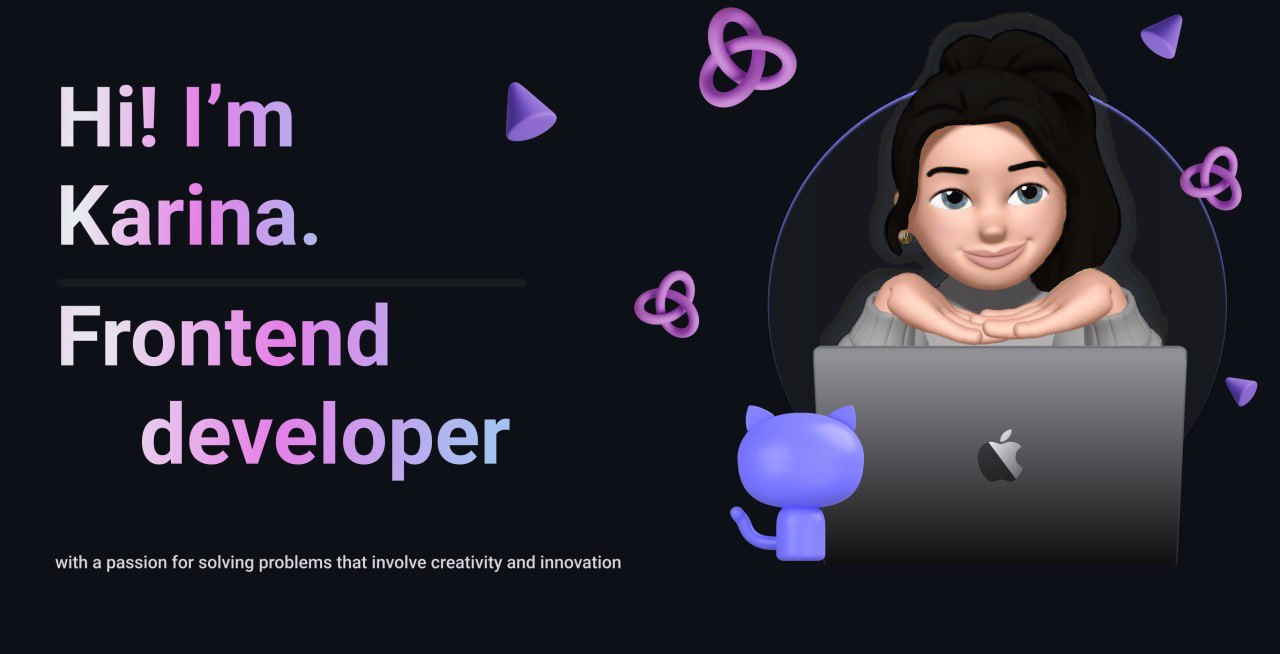 Hi! I’m
Karina.
Frontend
developer
with a passion for solving problems that involve creativity and innovation